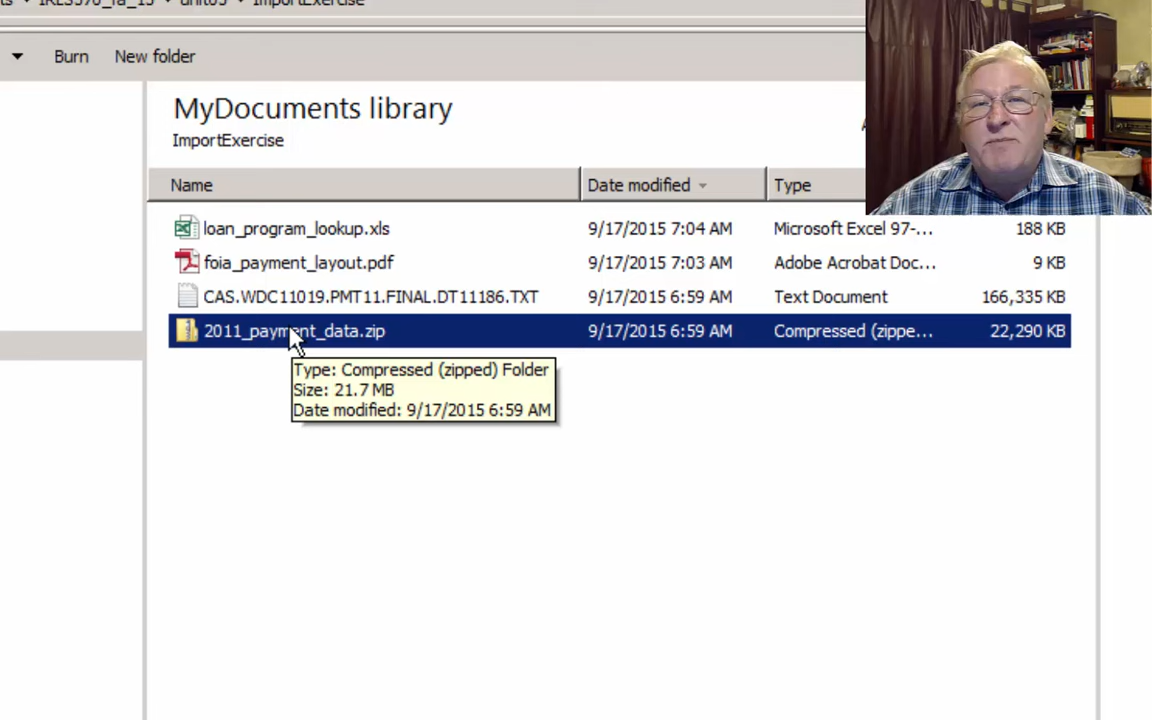 IRLS570_fa_15 ▾ unit05 ▾ ImportExercise
Burn New folder
MyDocuments library
ImportExercise
Name Date modified Type
loan_program_lookup.xls 9/17/2015 7:04 AM Microsoft Excel 97-... 188 KB
foia_payment_layout.pdf 9/17/2015 7:03 AM Adobe Acrobat Doc... 9 KB
CAS.WDC11019.PMT11.FINAL.DT11186.TXT 9/17/2015 6:59 AM Text Document 166,335 KB
2011_payment_data.zip 9/17/2015 6:59 AM Compressed (zippe... 22,290 KB
Type: Compressed (zipped) Folder
Size: 21.7 MB
Date modified: 9/17/2015 6:59 AM